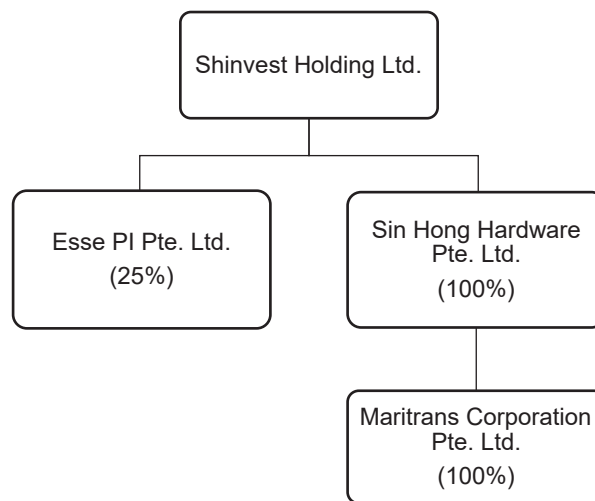 Shinvest Holding Ltd.
Esse PI Pte. Ltd.
(25%)
Sin Hong Hardware
Pte. Ltd.
(100%)
Maritrans Corporation
Pte. Ltd.
(100%)